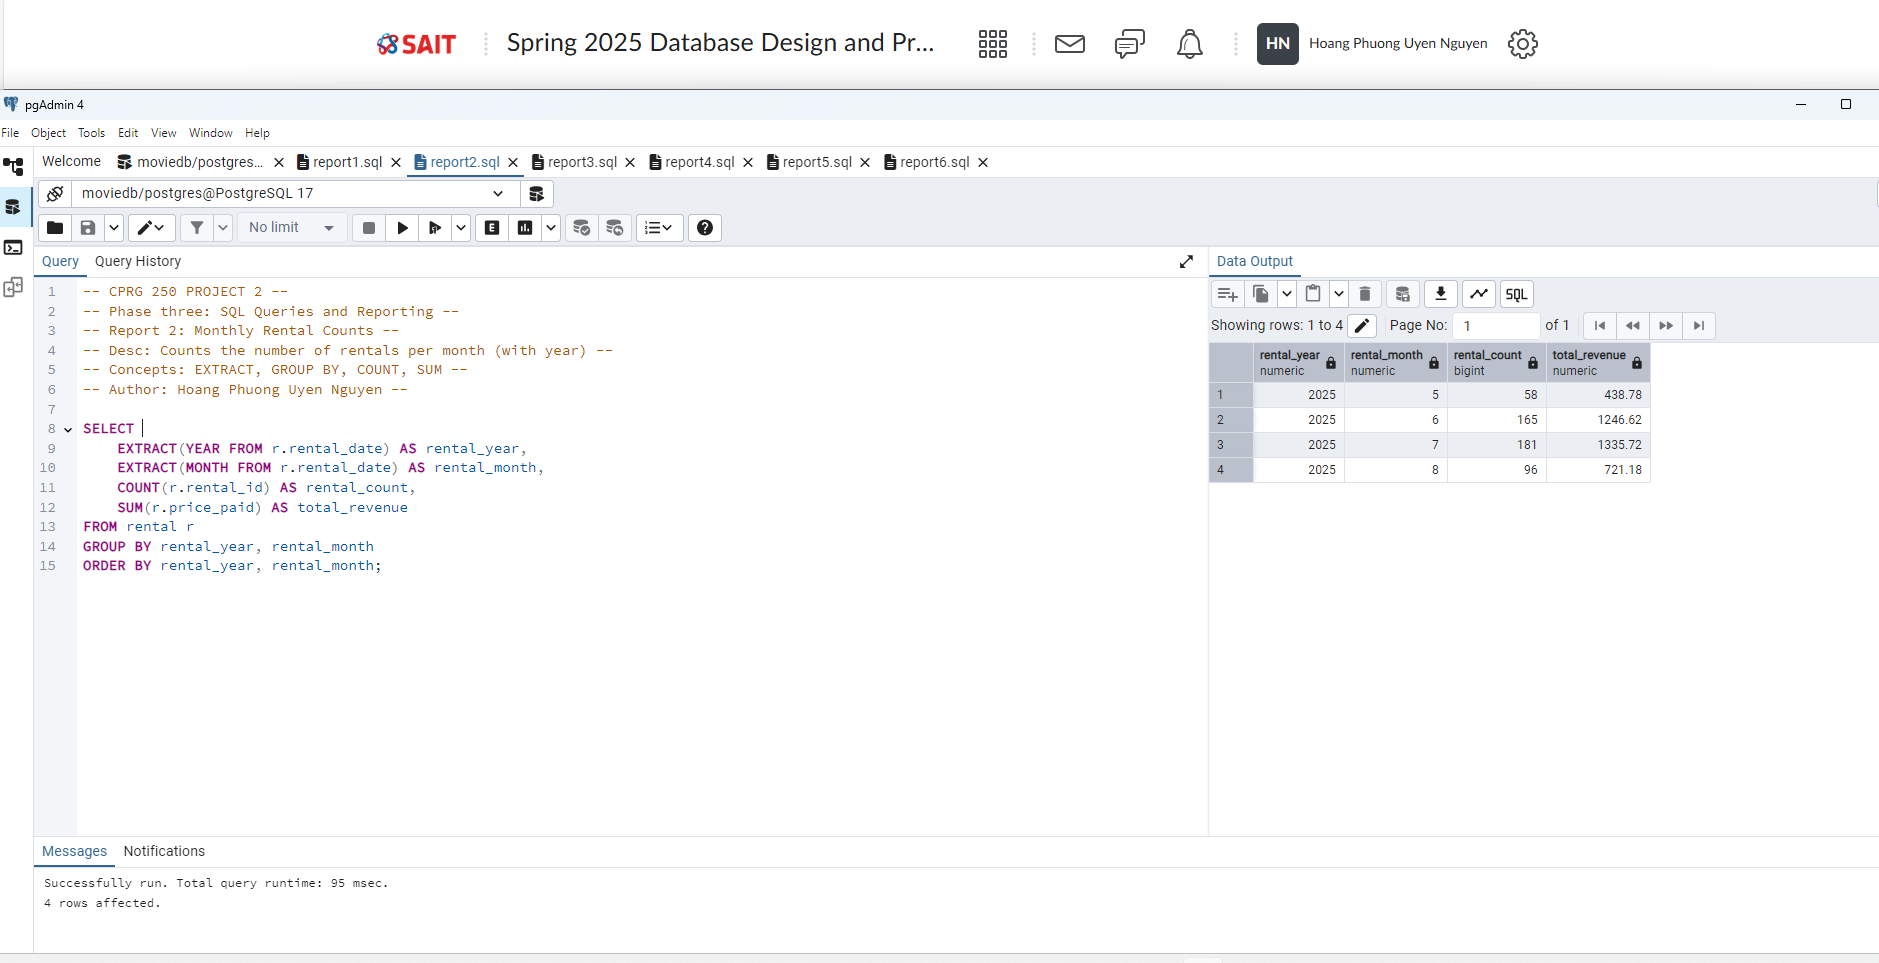 SAIT
Spring 2025 Database Design and Pr...
HN
Hoang Phuong Uyen Nguyen
pgAdmin 4
File Object Tools Edit View Window Help
Welcome moviedb/postgres... report1.sql report2.sql report3.sql report4.sql report5.sql report6.sql
moviedb/postgres@PostgreSQL 17
No limit
E
Query Query History
1 -- CPRG 250 PROJECT 2 --
2 -- Phase three: SQL Queries and Reporting --
3 -- Report 2: Monthly Rental Counts --
4 -- Desc: Counts the number of rentals per month (with year) --
5 -- Concepts: EXTRACT, GROUP BY, COUNT, SUM --
6 -- Author: Hoang Phuong Uyen Nguyen --
7
8 SELECT
9 EXTRACT(YEAR FROM r.rental_date) AS rental_year,
10 EXTRACT(MONTH FROM r.rental_date) AS rental_month,
11 COUNT(r.rental_id) AS rental_count,
12 SUM(r.price_paid) AS total_revenue
13 FROM rental r
14 GROUP BY rental_year, rental_month
15 ORDER BY rental_year, rental_month;
Data Output
SQL
Showing rows: 1 to 4 Page No: 1 of 1
rental_year rental_month rental_count total_revenue
numeric numeric bigint numeric
1 2025 5 58 438.78
2 2025 6 165 1246.62
3 2025 7 181 1335.72
4 2025 8 96 721.18
Messages Notifications
Successfully run. Total query runtime: 95 msec.
4 rows affected.